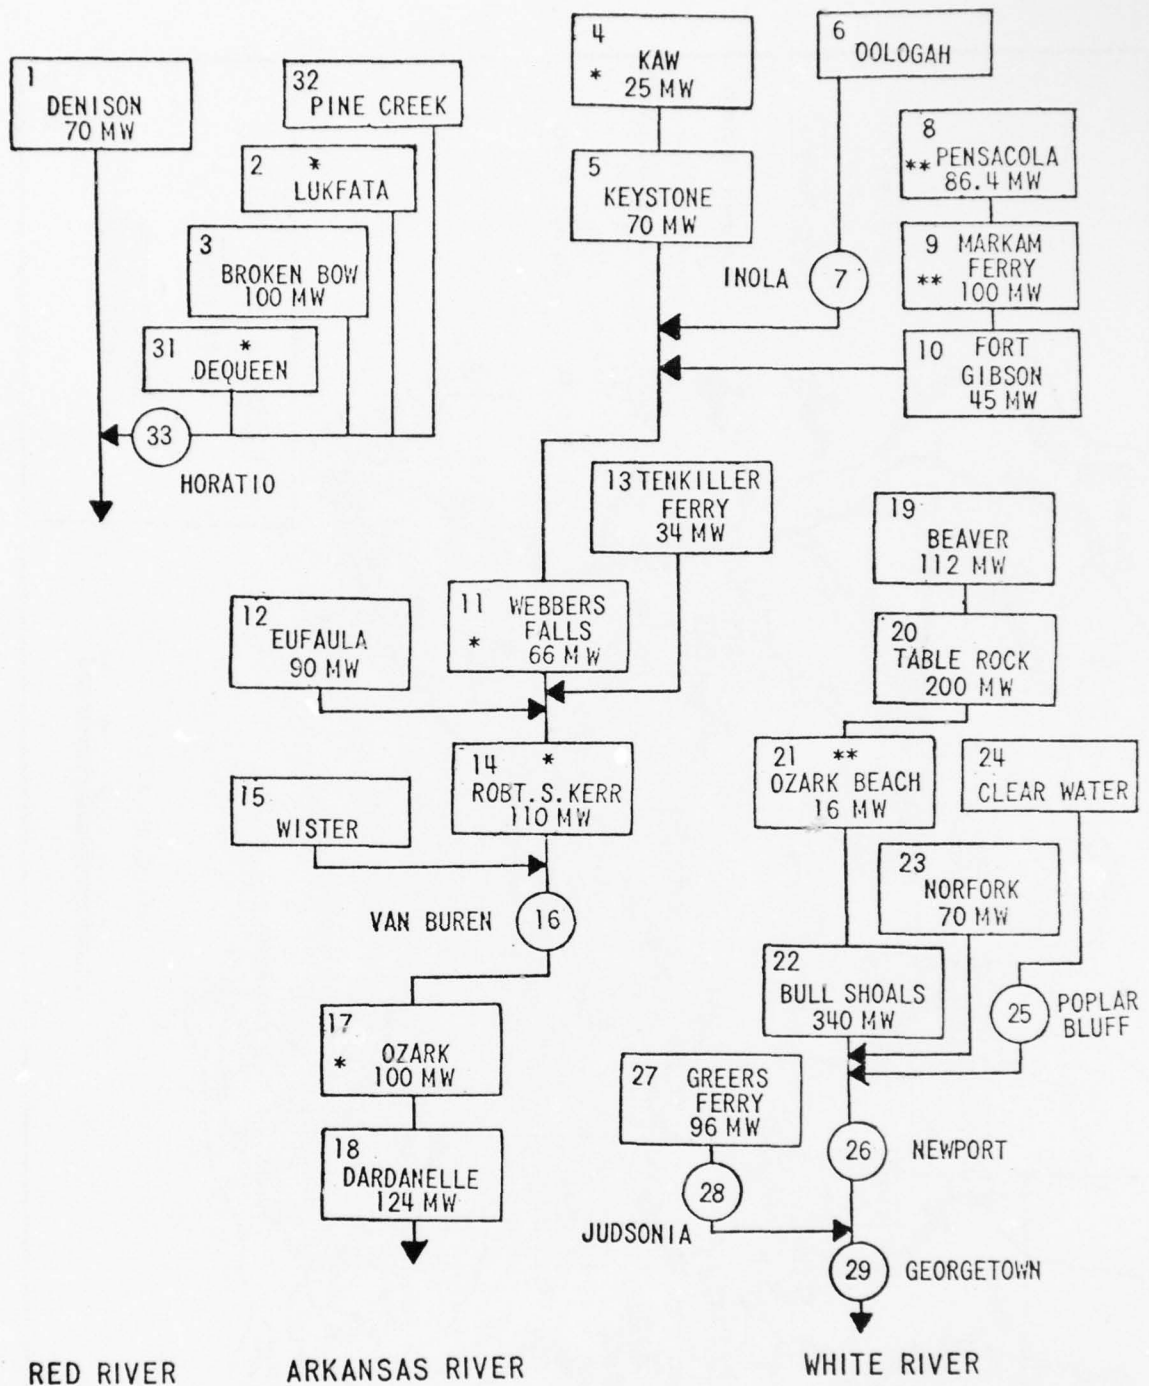 1
DENISON
70 MW
32
PINE CREEK
2
*
LUKFATA
3
BROKEN BOW
100 MW
31
*
DEQUEEN
33
HORATIO
4
KAW
*
25 MW
5
KEYSTONE
70 MW
6
OOLOGAH
INOLA
7
8
** PENSACOLA
86.4 MW
9 MARKAM
FERRY
**
100 MW
10 FORT
GIBSON
45 MW
13 TENKILLER
FERRY
34 MW
11 WEBBERS
FALLS
*
66 MW
12
EUFAULA
90 MW
14 *
ROBT. S. KERR
110 MW
15
WISTER
VAN BUREN
16
17
OZARK
*
100 MW
18
DARDANELLE
124 MW
19
BEAVER
112 MW
20
TABLE ROCK
200 MW
21 **
OZARK BEACH
16 MW
24
CLEAR WATER
23
NORFORK
70 MW
22
BULL SHOALS
340 MW
25
POPLAR
BLUFF
27 GREERS
FERRY
96 MW
26
NEWPORT
28
JUDSONIA
29
GEORGETOWN
RED RIVER
ARKANSAS RIVER
WHITE RIVER